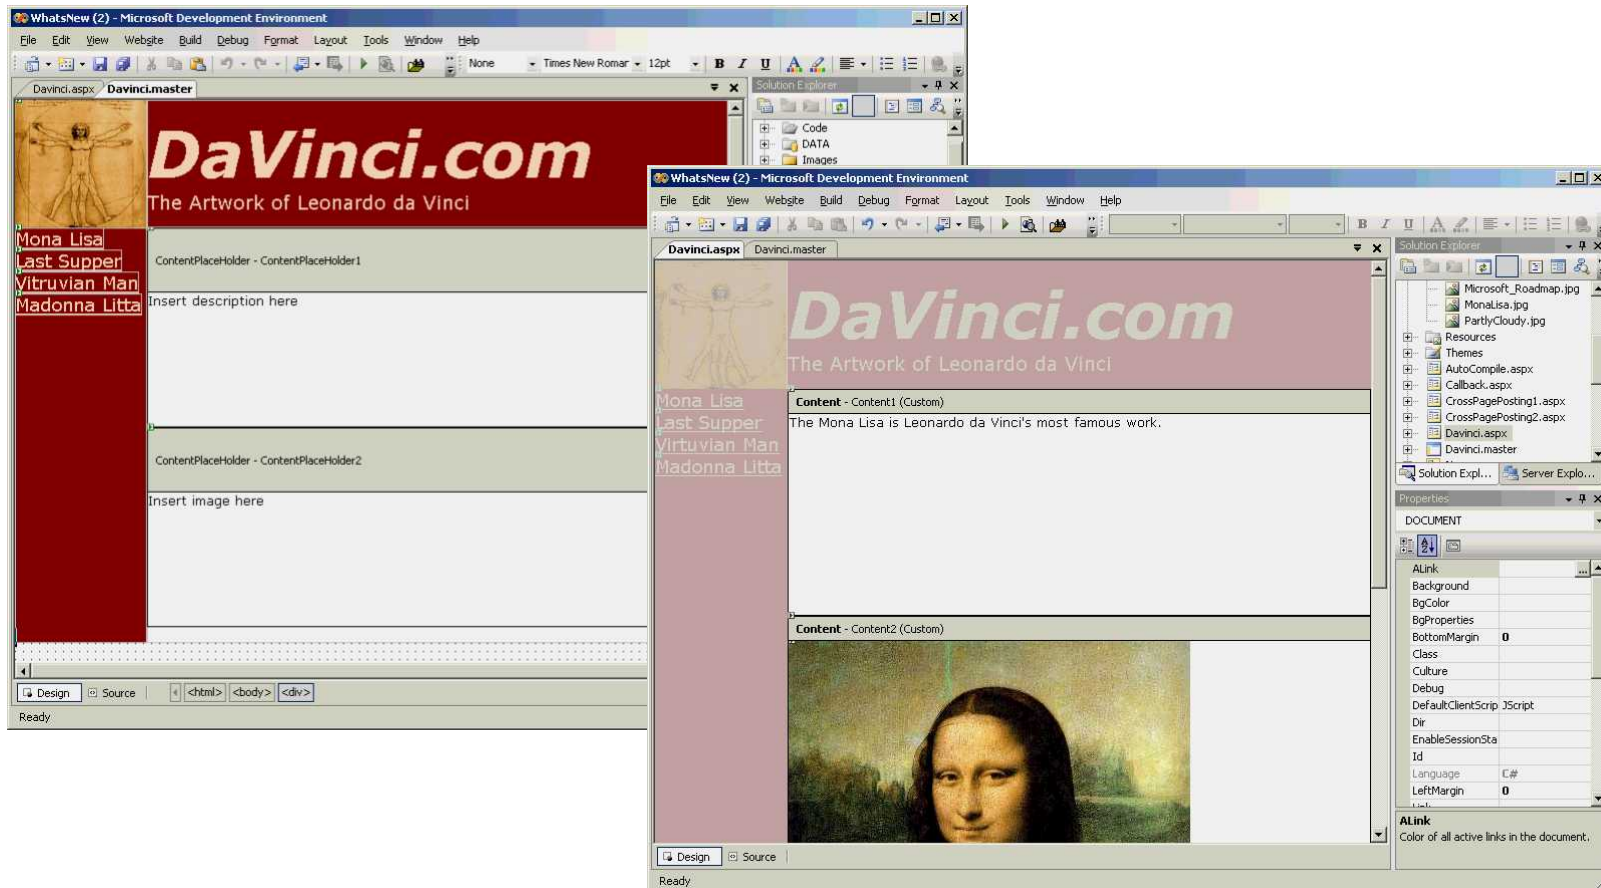 WhatsNew (2) - Microsoft Development Environment
File Edit View Website Build Debug Format Layout Tools Window Help
None Times New Romar 12pt B I U A
Davinci.aspx Davinci.master
Solution Explorer
Code
DATA
Images
DaVinci.com
The Artwork of Leonardo da Vinci
Mona Lisa
Last Supper
Vitruvian Man
Madonna Litta
ContentPlaceHolder - ContentPlaceHolder1
Insert description here
ContentPlaceHolder - ContentPlaceHolder2
Insert image here
Design Source <html> <body> <div>
Ready
WhatsNew (2) - Microsoft Development Environment
File Edit View Website Build Debug Format Layout Tools Window Help
B I U A
Davinci.aspx Davinci.master
DaVinci.com
The Artwork of Leonardo da Vinci
Mona Lisa
Last Supper
Virtuvian Man
Madonna Litta
Content - Content1 (Custom)
The Mona Lisa is Leonardo da Vinci's most famous work.
Content - Content2 (Custom)
Design Source
Ready
Solution Explorer
Microsoft_Roadmap.jpg
MonaLisa.jpg
PartlyCloudy.jpg
Resources
Themes
AutoCompile.aspx
Callback.aspx
CrossPagePosting1.aspx
CrossPagePosting2.aspx
Davinci.aspx
Davinci.master
Solution Expl... Server Explo...
Properties
DOCUMENT
ALink ...
Background
BgColor
BgProperties
BottomMargin 0
Class
Culture
Debug
DefaultClientScrip JScript
Dir
EnableSessionSta
Id
Language C#
LeftMargin 0
ALink
Color of all active links in the document.